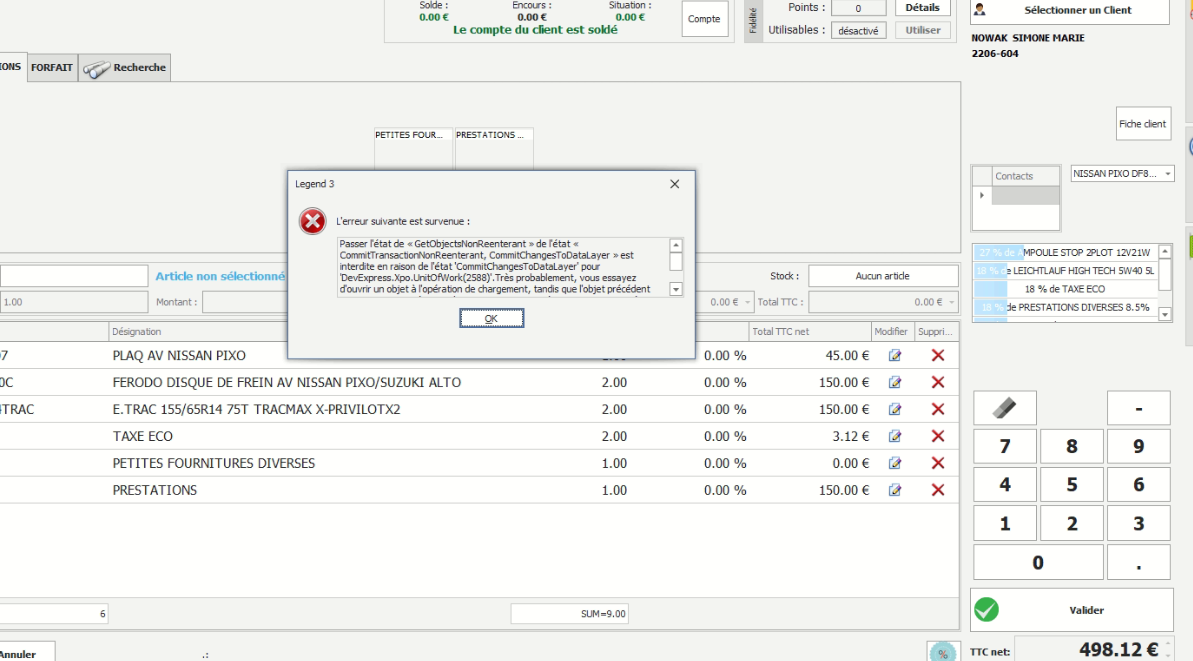 Solde :
Encours :
Situation :
0.00 €
0.00 €
0.00 €
Le compte du client est soldé
Compte
Fidélité
Points :
0
Détails
Utilisables :
désactivé
Utiliser
Sélectionner un Client
NOWAK SIMONE MARIE
2206-604
IONS
FORFAIT
Recherche
Fiche client
PETITES FOUR...
PRESTATIONS ...
Contacts
NISSAN PIXO DF8...
Legend 3
L'erreur suivante est survenue :
Passer l'état de « GetObjectsNonReenterant » de l'état «
CommitTransactionNonReenterant, CommitChangesToDataLayer » est
interdite en raison de l'état 'CommitChangesToDataLayer' pour
'DevExpress.Xpo.UnitOfWork(2588)'.Très probablement, vous essayez
d'ouvrir un objet à l'opération de chargement, tandis que l'objet précédent
OK
27 % de AMPOULE STOP 2PLOT 12V21W
18 % de LEICHTLAUF HIGH TECH 5W40 SL
18 % de TAXE ECO
18 % de PRESTATIONS DIVERSES 8.5%
Article non sélectionné
Stock :
Aucun article
1.00
Montant :
0.00 €
Total TTC :
0.00 €
Désignation
Total TTC net
Modifier
Suppri...
07
PLAQ AV NISSAN PIXO
0.00 %
45.00 €
0C
FERODO DISQUE DE FREIN AV NISSAN PIXO/SUZUKI ALTO
2.00
0.00 %
150.00 €
TRAC
E.TRAC 155/65R14 75T TRACMAX X-PRIVILOTX2
2.00
0.00 %
150.00 €
TAXE ECO
2.00
0.00 %
3.12 €
PETITES FOURNITURES DIVERSES
1.00
0.00 %
0.00 €
PRESTATIONS
1.00
0.00 %
150.00 €
-
7
8
9
4
5
6
1
2
3
0
.
6
SUM=9.00
Valider
Annuler
.:
%
TTC net:
498.12 €